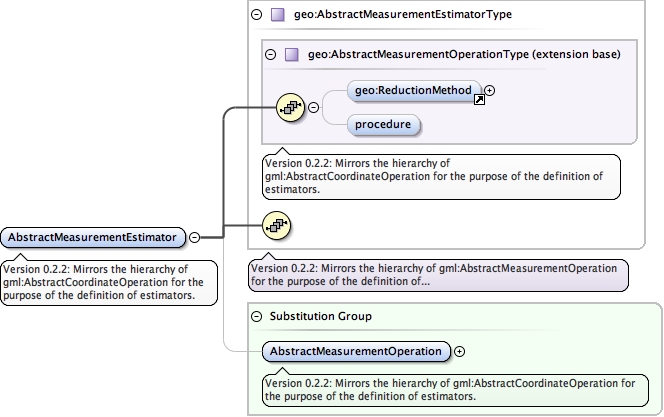 geo:AbstractMeasurementEstimatorType
geo:AbstractMeasurementOperationType (extension base)
geo:ReductionMethod
procedure
Version 0.2.2: Mirrors the hierarchy of
gml:AbstractCoordinateOperation for the purpose of the definition of
estimators.
AbstractMeasurementEstimator
Version 0.2.2: Mirrors the hierarchy of
gml:AbstractCoordinateOperation for the
purpose of the definition of estimators.
Version 0.2.2: Mirrors the hierarchy of gml:AbstractMeasurementOperation
for the purpose of the definition of...
Substitution Group
AbstractMeasurementOperation
Version 0.2.2: Mirrors the hierarchy of gml:AbstractCoordinateOperation for
the purpose of the definition of estimators.